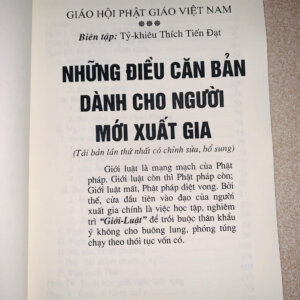 GIÁO HỘI PHẬT GIÁO VIỆT NAM
***
Biên tập: Tỷ-khiêu Thích Tiến Đạt
NHỮNG ĐIỀU CĂN BẢN
DÀNH CHO NGƯỜI
MỚI XUẤT GIA
(Tái bản lần thứ nhất có chỉnh sửa, bổ sung)
Giới luật là mạng mạch của Phật
pháp. Giới luật còn thì Phật pháp còn;
Giới luật mất, Phật pháp diệt vong. Bởi
thế, cửa đầu tiên vào đạo của người
xuất gia chính là việc học tập, nghiêm
trì "Giới-Luật" để trói buộc thân khẩu
ý không cho buông lung, phóng túng
chạy theo thói tục vốn có.